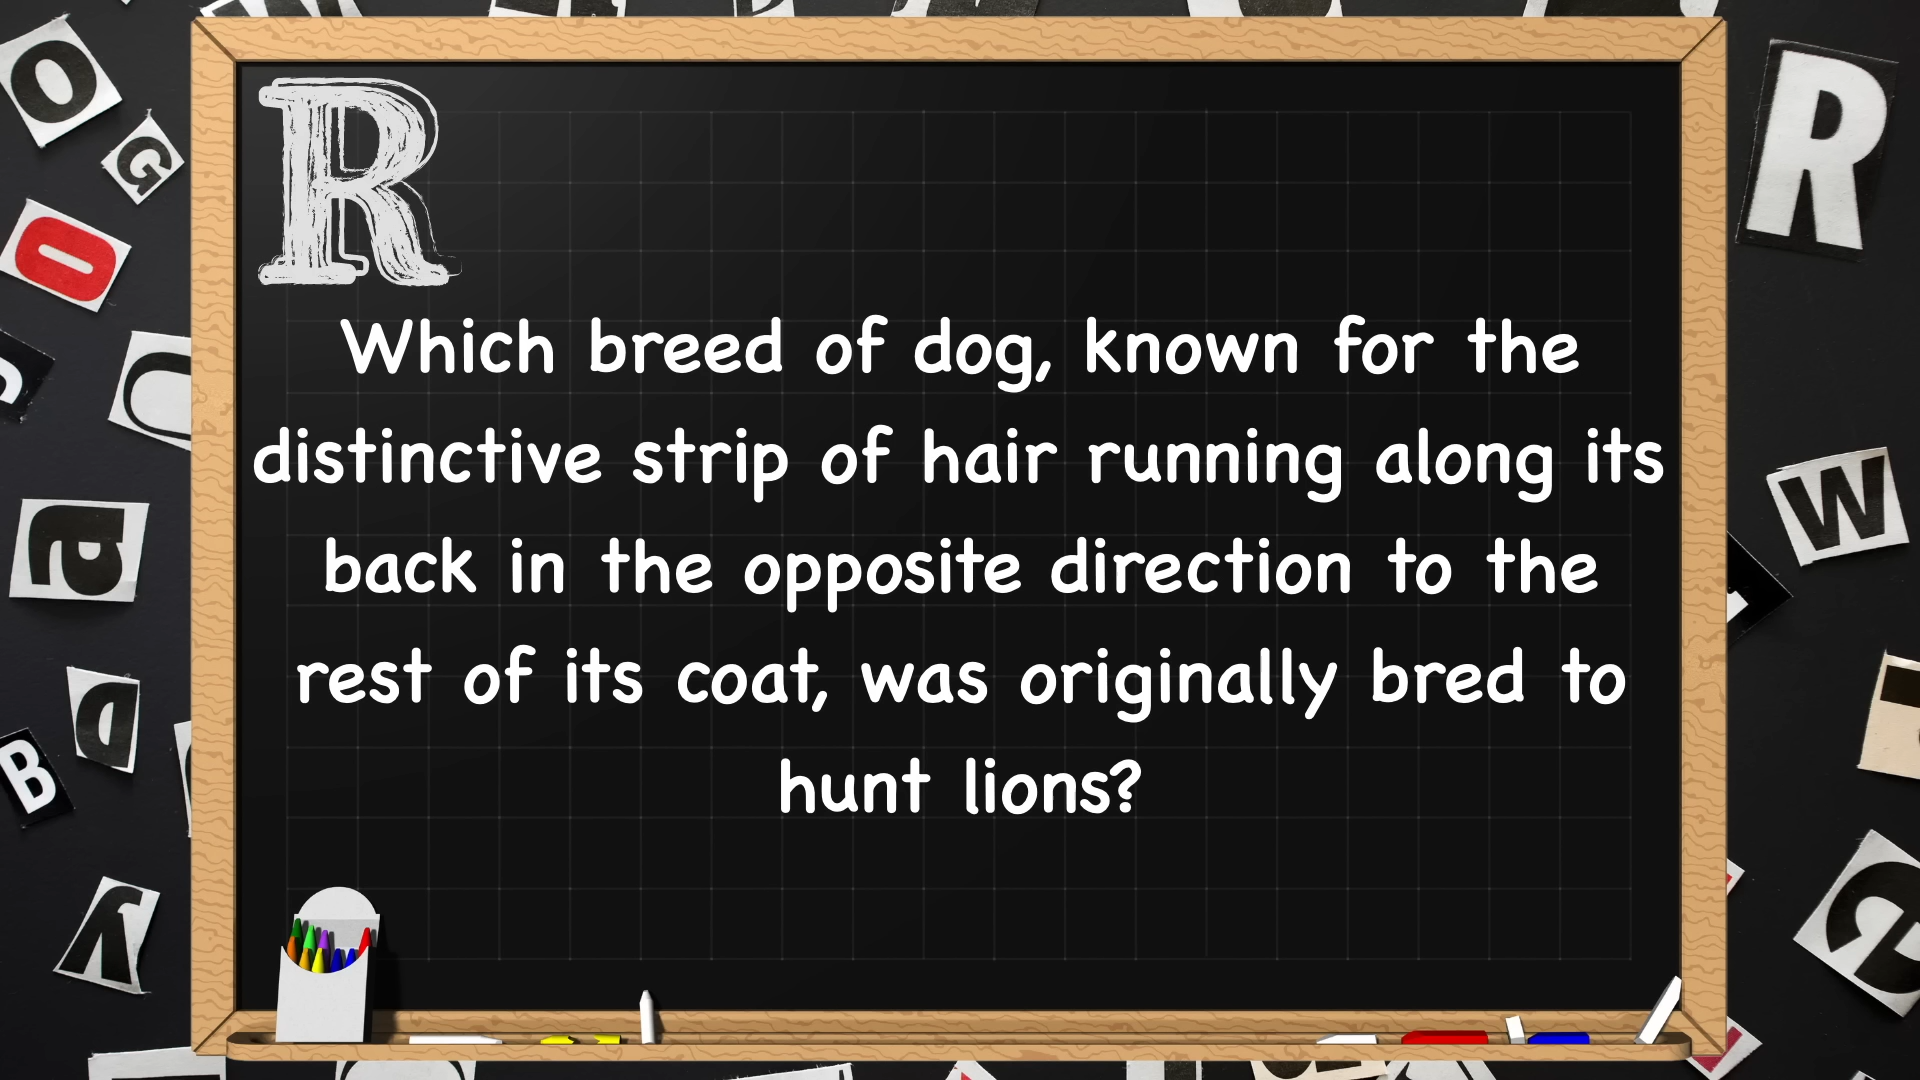 R
Which breed of dog, known for the
distinctive strip of hair running along its
back in the opposite direction to the
rest of its coat, was originally bred to
hunt lions?
O
G
O
a
B
y
R
W
e